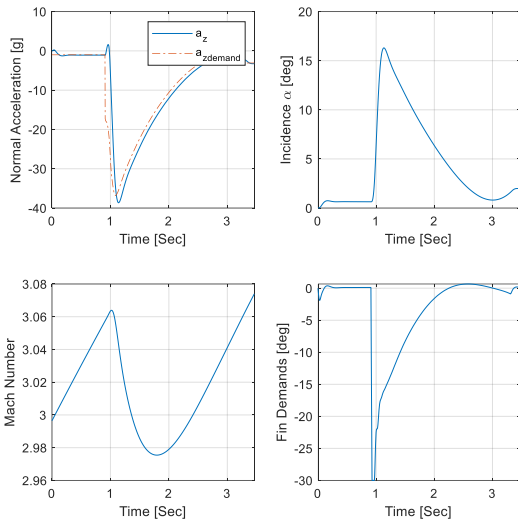 10
0
-10
-20
-30
-40
0 1 2 3
Time [Sec]
Normal Acceleration [g]
a_z
a_zdemand
20
15
10
5
0
0 1 2 3
Time [Sec]
Incidence α [deg]
3.08
3.06
3.04
3.02
3
2.98
2.96
0 1 2 3
Time [Sec]
Mach Number
0
-5
-10
-15
-20
-25
-30
0 1 2 3
Time [Sec]
Fin Demands [deg]